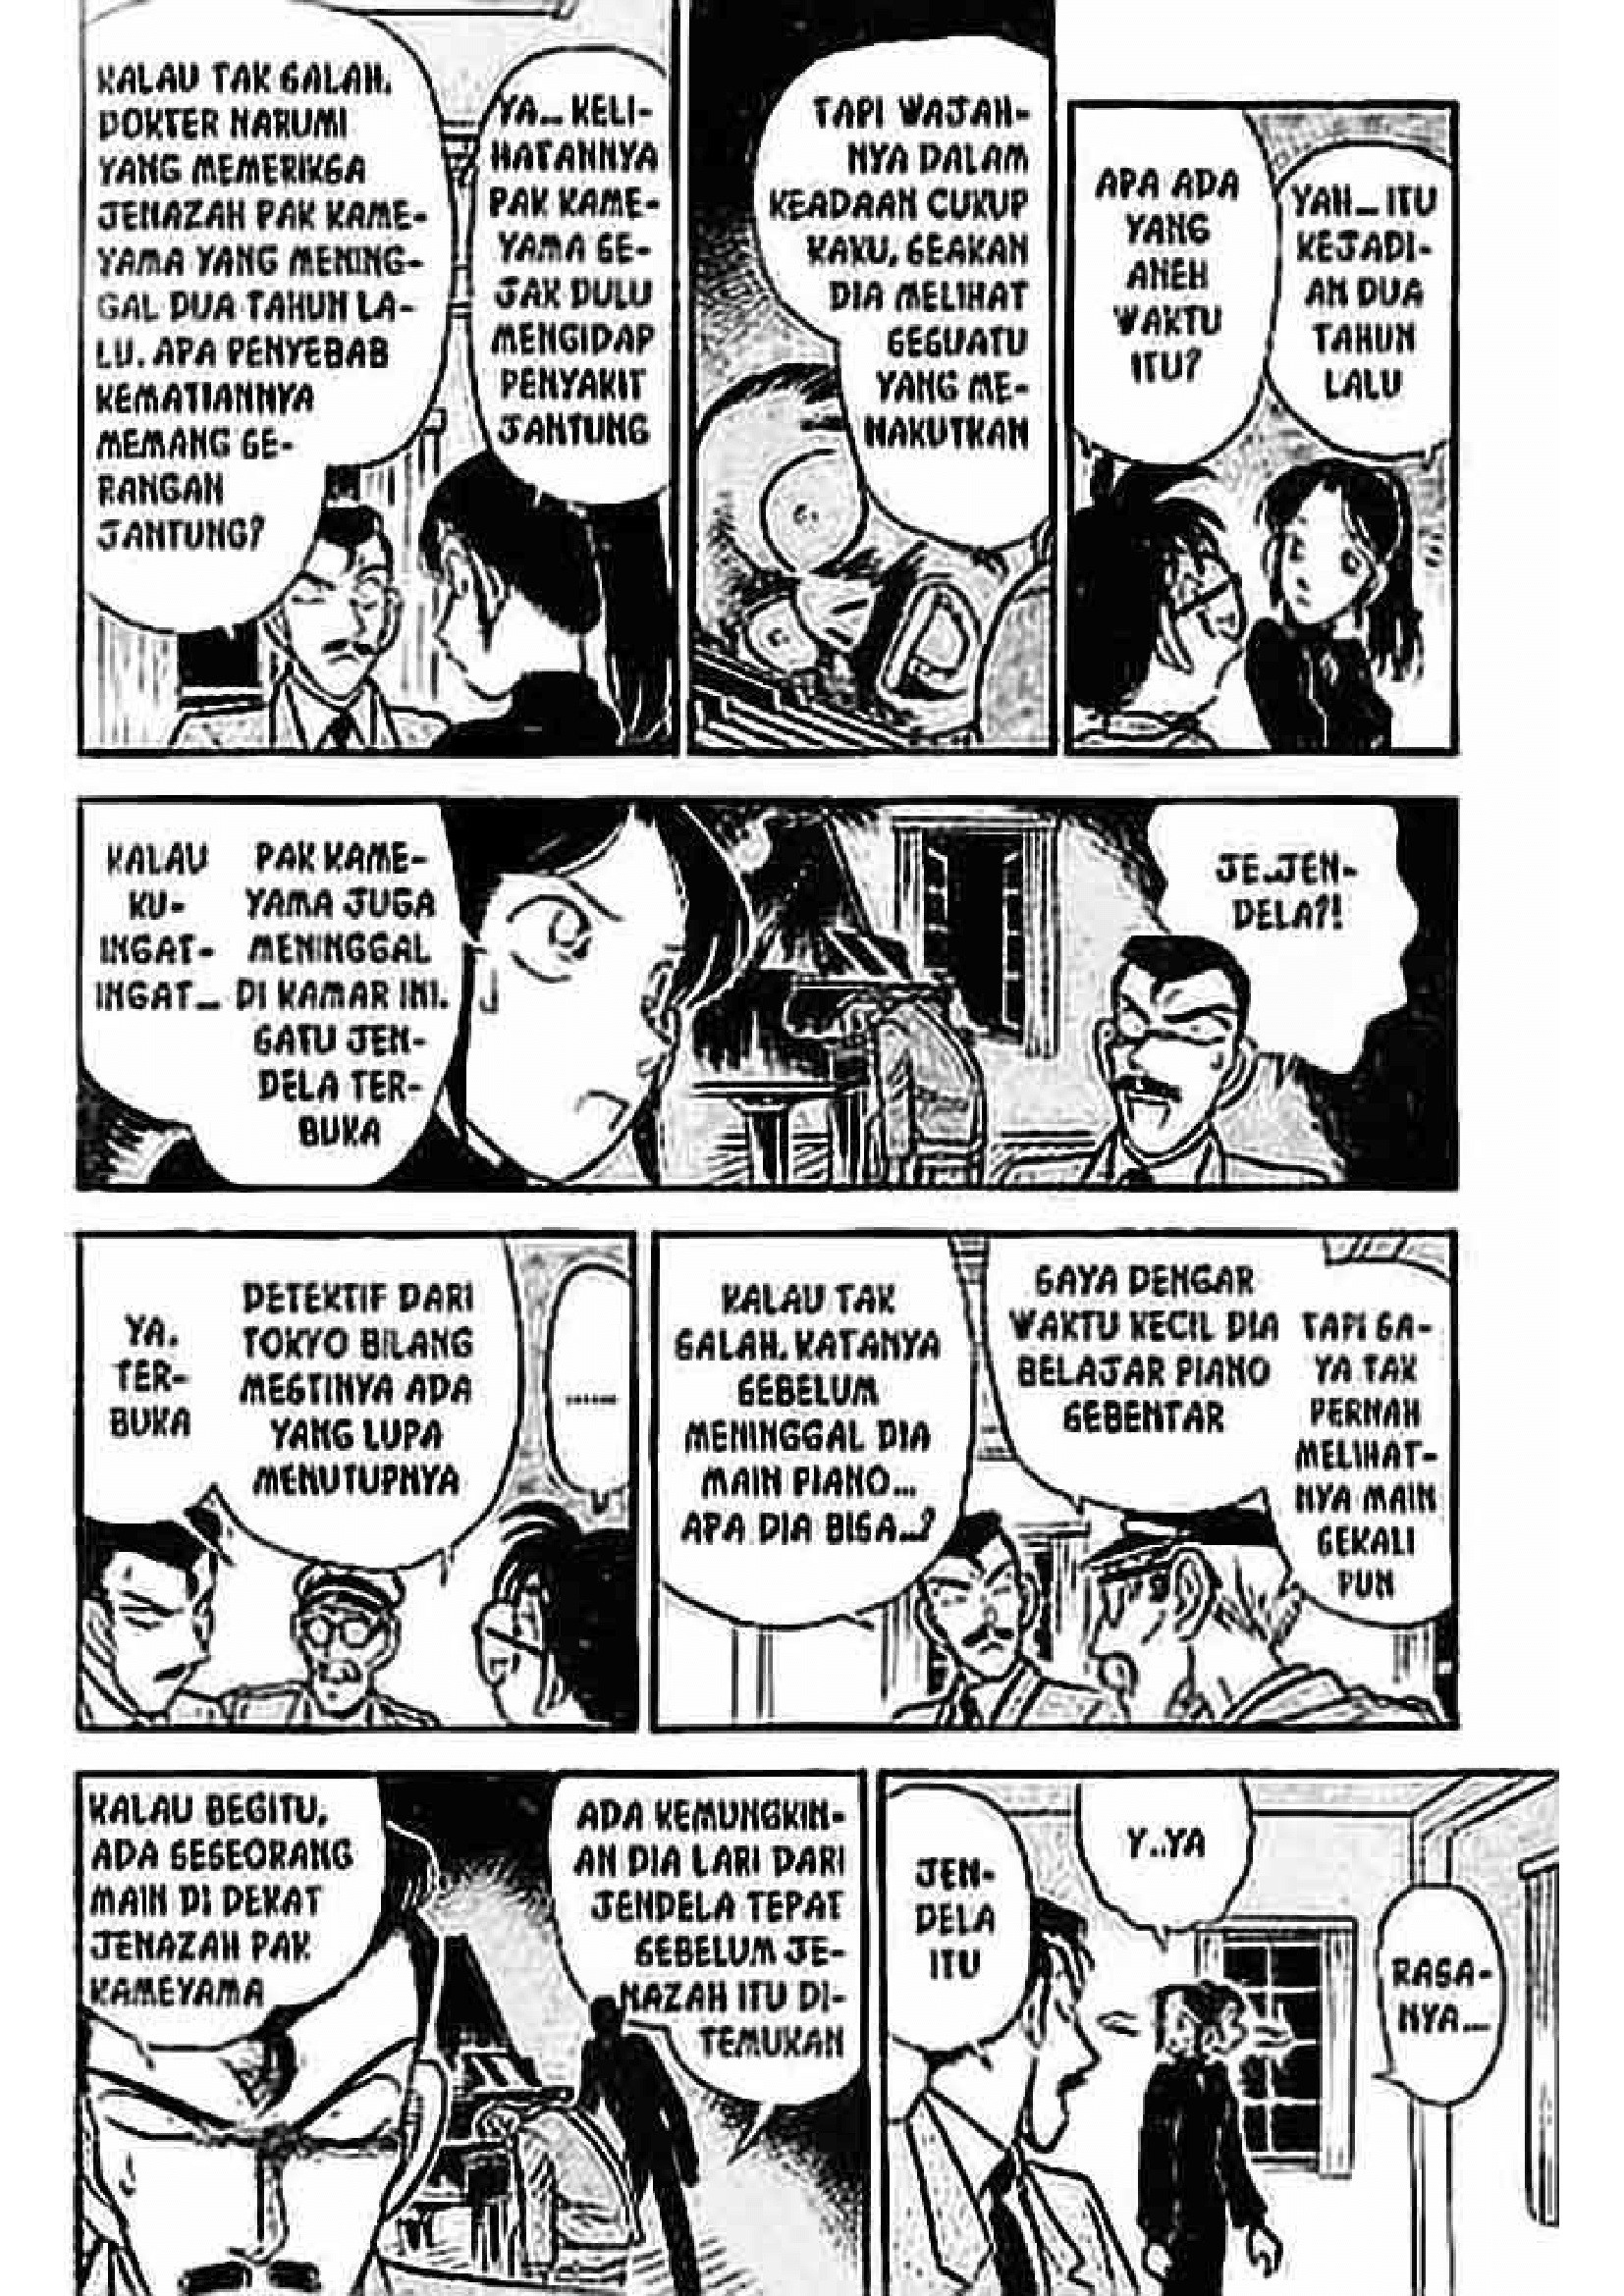 KALAU TAK SALAH,
DOKTER NARUMI
YANG MEMERIKSA
JENAZAH PAK KAME-
YAMA YANG MENING-
GAL DUA TAHUN LA-
LU. APA PENYEBAB
KEMATIANNYA
MEMANG SE-
RANGAN
JANTUNG?
YA... KELI-
HATANNYA
PAK KAME-
YAMA SE-
JAK DULU
MENGIDAP
PENYAKIT
JANTUNG
TAPI WAJAH-
NYA DALAM
KEADAAN CUKUP
KAKU, SEAKAN
DIA MELIHAT
SESUATU
YANG ME-
NAKUTKAN
APA ADA
YANG
ANEH
WAKTU
ITU?
YAH... ITU
KEJADI-
AN DUA
TAHUN
LALU
KALAU
KU-
INGAT-
INGAT...
PAK KAME-
YAMA JUGA
MENINGGAL
DI KAMAR INI.
SATU JEN-
DELA TER-
BUKA
JE..JEN-
DELA?!
YA,
TER-
BUKA
DETEKTIF DARI
TOKYO BILANG
MESTINYA ADA
YANG LUPA
MENUTUPNYA
......
KALAU TAK
SALAH, KATANYA
SEBELUM
MENINGGAL DIA
MAIN PIANO...
APA DIA BISA...?
SAYA DENGAR
WAKTU KECIL DIA
BELAJAR PIANO
SEBENTAR
TAPI SA-
YA TAK
PERNAH
MELIHAT-
NYA MAIN
SEKALI
PUN
KALAU BEGITU,
ADA SESEORANG
MAIN DI DEKAT
JENAZAH PAK
KAMEYAMA
ADA KEMUNGKIN-
AN DIA LARI DARI
JENDELA TEPAT
SEBELUM JE-
NAZAH ITU DI-
TEMUKAN
JEN-
DELA
ITU
Y..YA
RASA-
NYA...